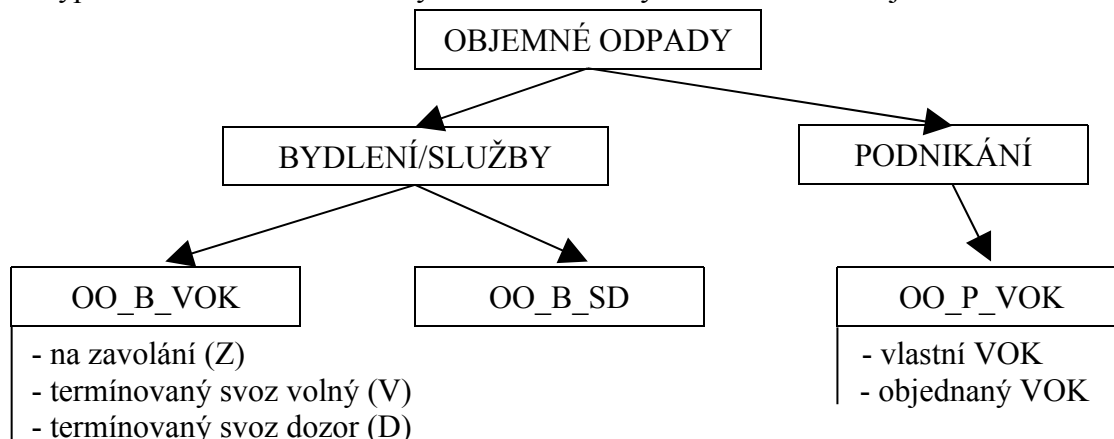 OBJEMNÉ ODPADY
BYDLENÍ/SLUŽBY
PODNIKÁNÍ
OO_B_VOK
OO_B_SD
OO_P_VOK
- na zavolání (Z)
- termínovaný svoz volný (V)
- termínovaný svoz dozor (D)
- vlastní VOK
- objednaný VOK